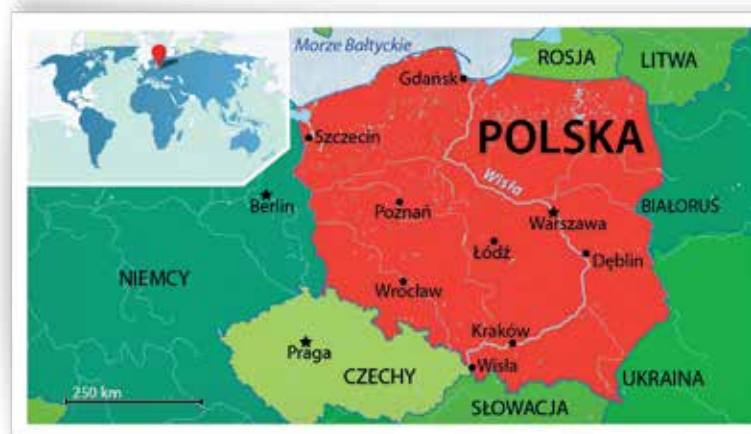 Morze Bałtyckie
ROSJA
LITWA
Gdańsk
POLSKA
Szczecin
Wisła
Berlin
Poznań
Warszawa
BIAŁORUŚ
Łódź
Dęblin
NIEMCY
Wrocław
Kraków
Praga
Wisła
CZECHY
UKRAINA
250 km
SŁOWACJA